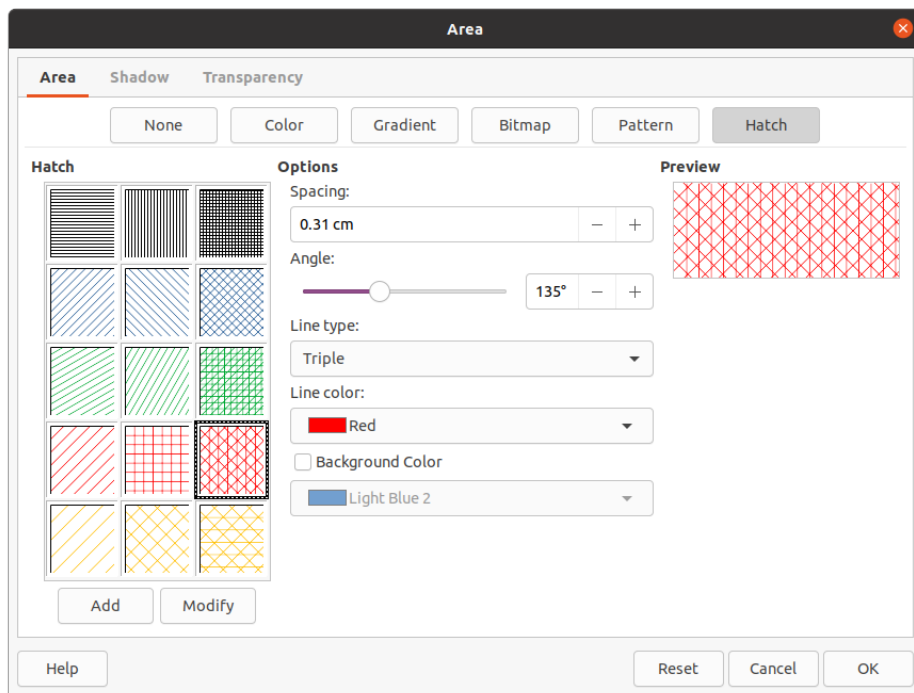 Area
Area Shadow Transparency
None Color Gradient Bitmap Pattern Hatch
Hatch Options Preview
Spacing:
0.31 cm
Angle:
135°
Line type:
Triple
Line color:
Red
Background Color
Light Blue 2
Add Modify
Help Reset Cancel OK